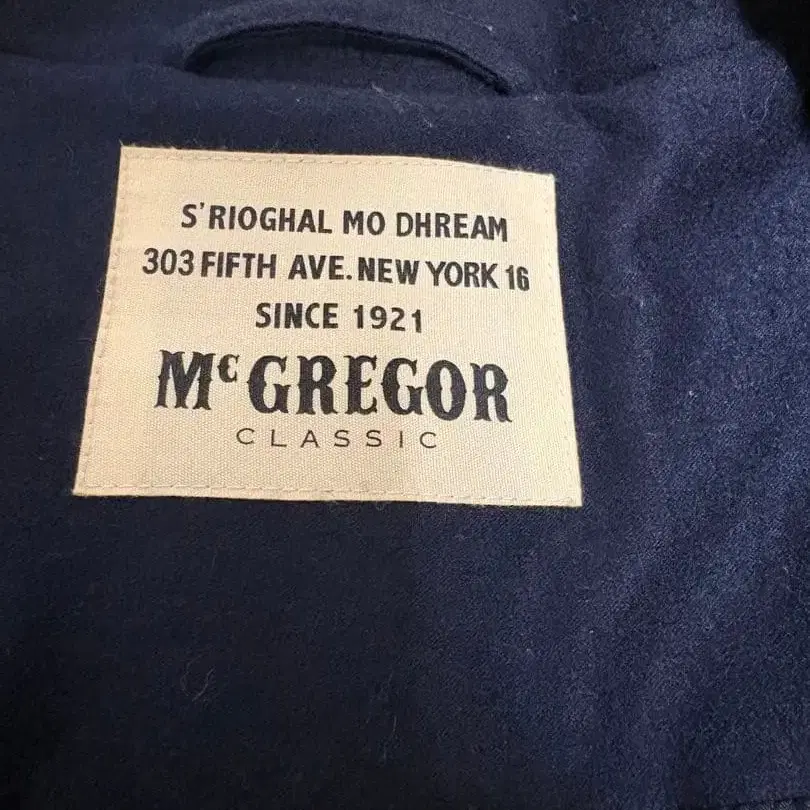 S'RIOGHAL MO DHREAM
303 FIFTH AVE. NEW YORK 16
SINCE 1921
McGREGOR
CLASSIC